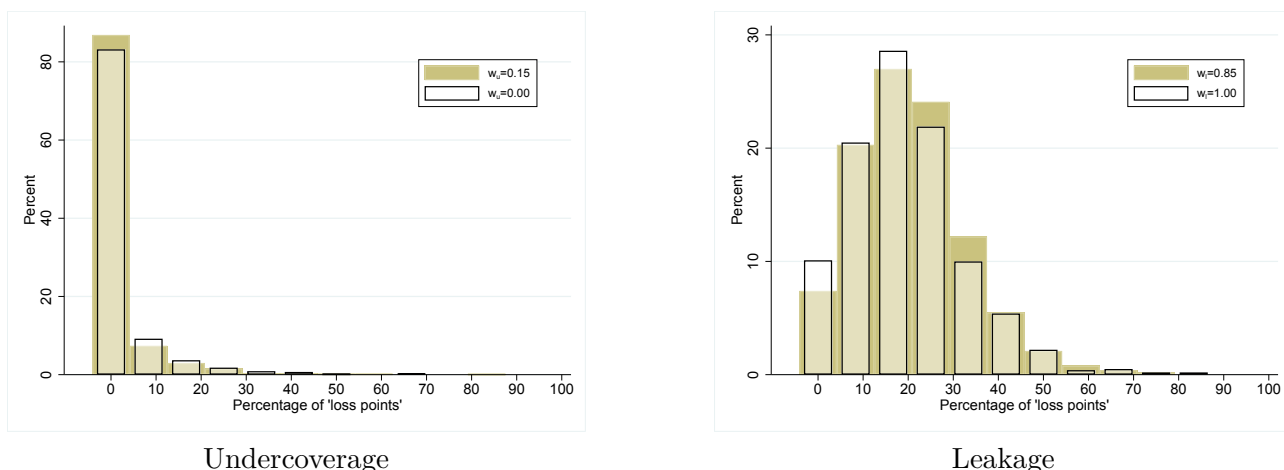 80
60
40
20
0
Percent
wᵤ=0.15
wᵤ=0.00
0 10 20 30 40 50 60 70 80 90 100
Percentage of 'loss points'
Undercoverage
30
20
10
0
Percent
wₗ=0.85
wₗ=1.00
0 10 20 30 40 50 60 70 80 90 100
Percentage of 'loss points'
Leakage